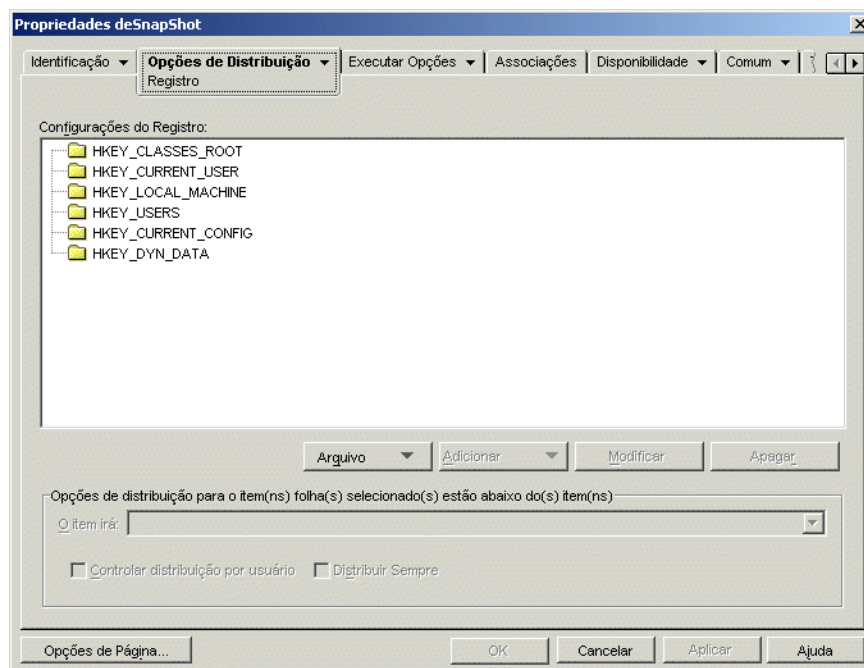 Propriedades deSnapShot
Identificação Opções de Distribuição Executar Opções Associações Disponibilidade Comum
Registro
Configurações do Registro:
HKEY_CLASSES_ROOT
HKEY_CURRENT_USER
HKEY_LOCAL_MACHINE
HKEY_USERS
HKEY_CURRENT_CONFIG
HKEY_DYN_DATA
Arquivo Adicionar Modificar Apagar
Opções de distribuição para o item(ns) folha(s) selecionado(s) estão abaixo do(s) item(ns)
O item irá:
Controlar distribuição por usuário Distribuir Sempre
Opções de Página... OK Cancelar Aplicar Ajuda